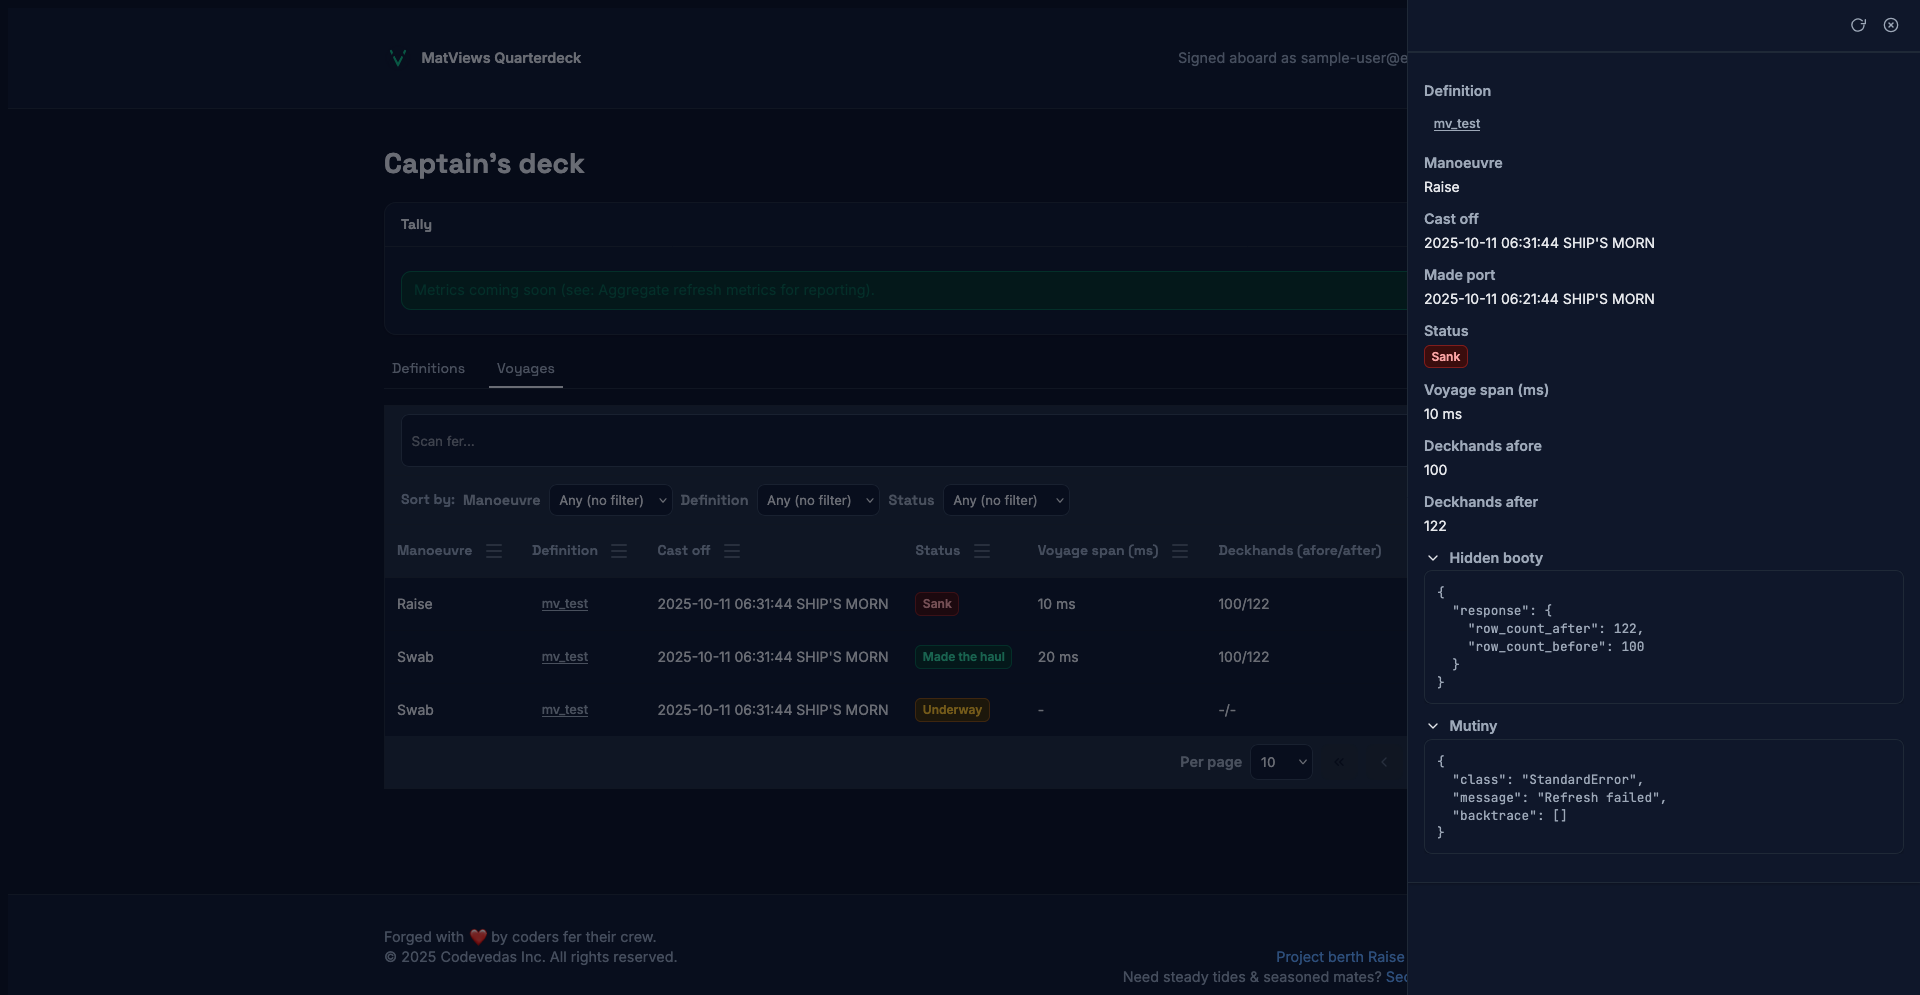 MatViews Quarterdeck
Signed aboard as sample-user@e
Captain's deck
Tally
Metrics coming soon (see: Aggregate refresh metrics for reporting).
Definitions Voyages
Scan fer...
Sort by: Manoeuvre Any (no filter) Definition Any (no filter) Status Any (no filter)
Manoeuvre Definition Cast off Status Voyage span (ms) Deckhands (afore/after)
Raise mv_test 2025-10-11 06:31:44 SHIP'S MORN Sank 10 ms 100/122
Swab mv_test 2025-10-11 06:31:44 SHIP'S MORN Made the haul 20 ms 100/122
Swab mv_test 2025-10-11 06:31:44 SHIP'S MORN Underway - -/-
Per page 10 « ‹
Forged with ❤️ by coders fer their crew.
© 2025 Codevedas Inc. All rights reserved.
Project berth Raise
Need steady tides & seasoned mates? Sec
Definition
mv_test
Manoeuvre
Raise
Cast off
2025-10-11 06:31:44 SHIP'S MORN
Made port
2025-10-11 06:21:44 SHIP'S MORN
Status
Sank
Voyage span (ms)
10 ms
Deckhands afore
100
Deckhands after
122
Hidden booty
{
  "response": {
    "row_count_after": 122,
    "row_count_before": 100
  }
}
Mutiny
{
  "class": "StandardError",
  "message": "Refresh failed",
  "backtrace": []
}